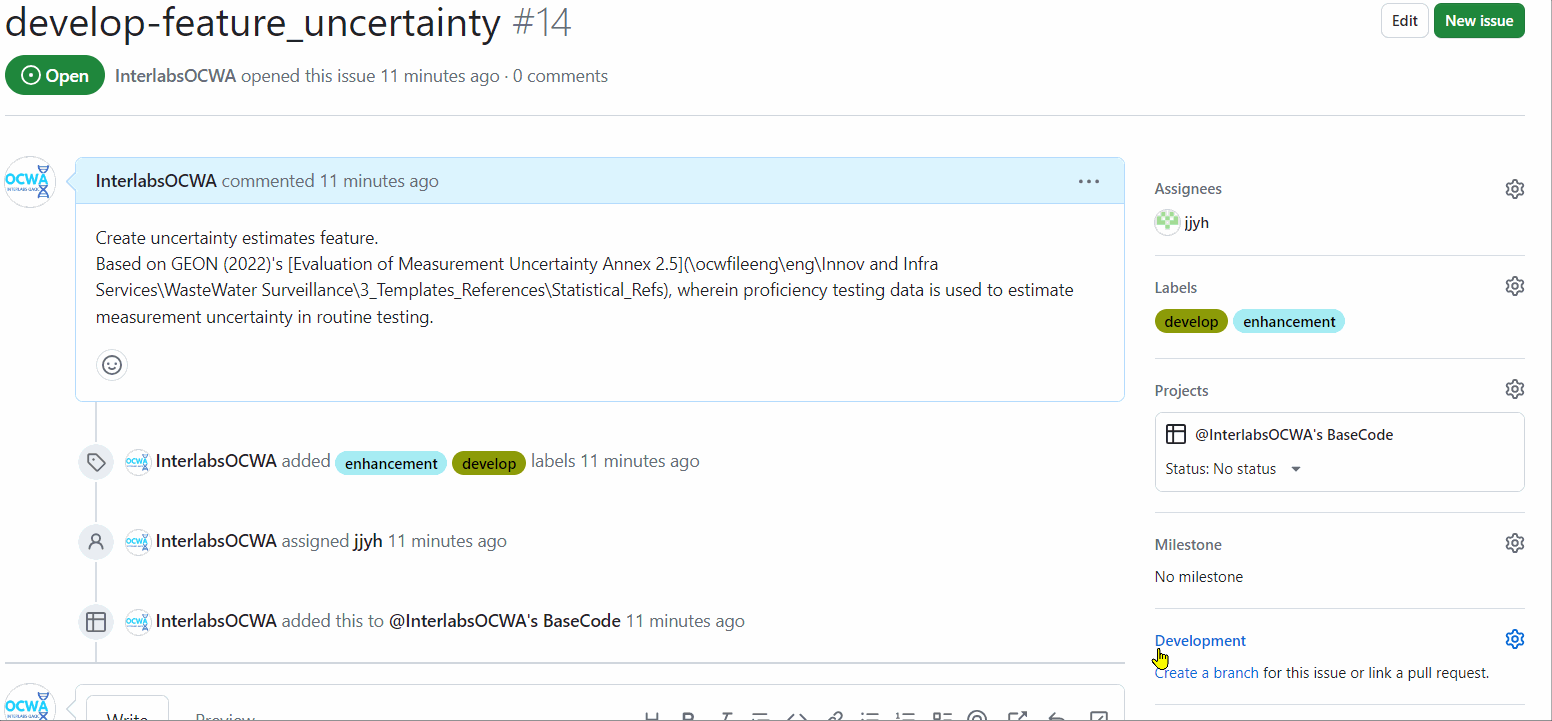 develop-feature_uncertainty #14
Edit
New issue
Open
InterlabsOCWA opened this issue 11 minutes ago · 0 comments
OCWA
InterlabsOCWA commented 11 minutes ago
Create uncertainty estimates feature.
Based on GEON (2022)'s [Evaluation of Measurement Uncertainty Annex 2.5](\ocwfileeng\eng\Innov and Infra
Services\WasteWater Surveillance\3_Templates_References\Statistical_Refs), wherein proficiency testing data is used to estimate
measurement uncertainty in routine testing.
InterlabsOCWA added enhancement develop labels 11 minutes ago
InterlabsOCWA assigned jjyh 11 minutes ago
InterlabsOCWA added this to @InterlabsOCWA's BaseCode 11 minutes ago
OCWA
Write
Preview
Assignees
jjyh
Labels
develop
enhancement
Projects
@InterlabsOCWA's BaseCode
Status: No status
Milestone
No milestone
Development
Create a branch for this issue or link a pull request.